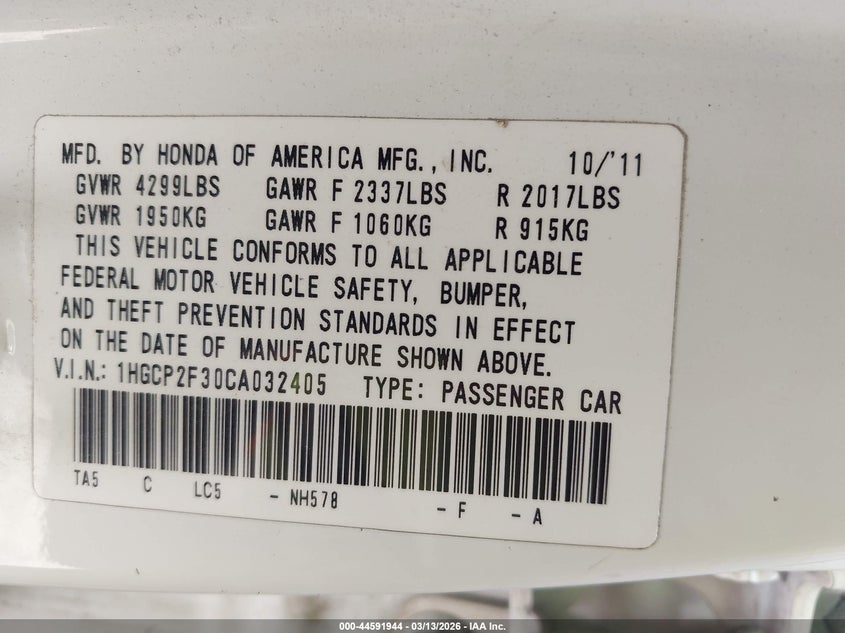 MFD. BY HONDA OF AMERICA MFG., INC. 10/'11
GVWR 4299LBS GAWR F 2337LBS R 2017LBS
GVWR 1950KG GAWR F 1060KG R 915KG
THIS VEHICLE CONFORMS TO ALL APPLICABLE
FEDERAL MOTOR VEHICLE SAFETY, BUMPER,
AND THEFT PREVENTION STANDARDS IN EFFECT
ON THE DATE OF MANUFACTURE SHOWN ABOVE.
V.I.N.: 1HGCP2F30CA032405 TYPE: PASSENGER CAR
TA5 C LC5 - NH578 - F - A
000-44591944 | 03/13/2026 - IAA Inc.